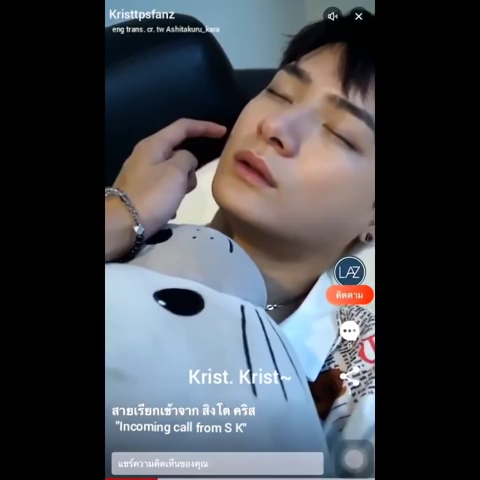 Kristtpsfanz
eng trans. cr. tw Ashitakuru_kara
LAZ
ติดตาม
Krist. Krist~
สายเรียกเข้าจาก สิงโต คริส
"Incoming call from S K"
แชร์ความคิดเห็นของคุณ